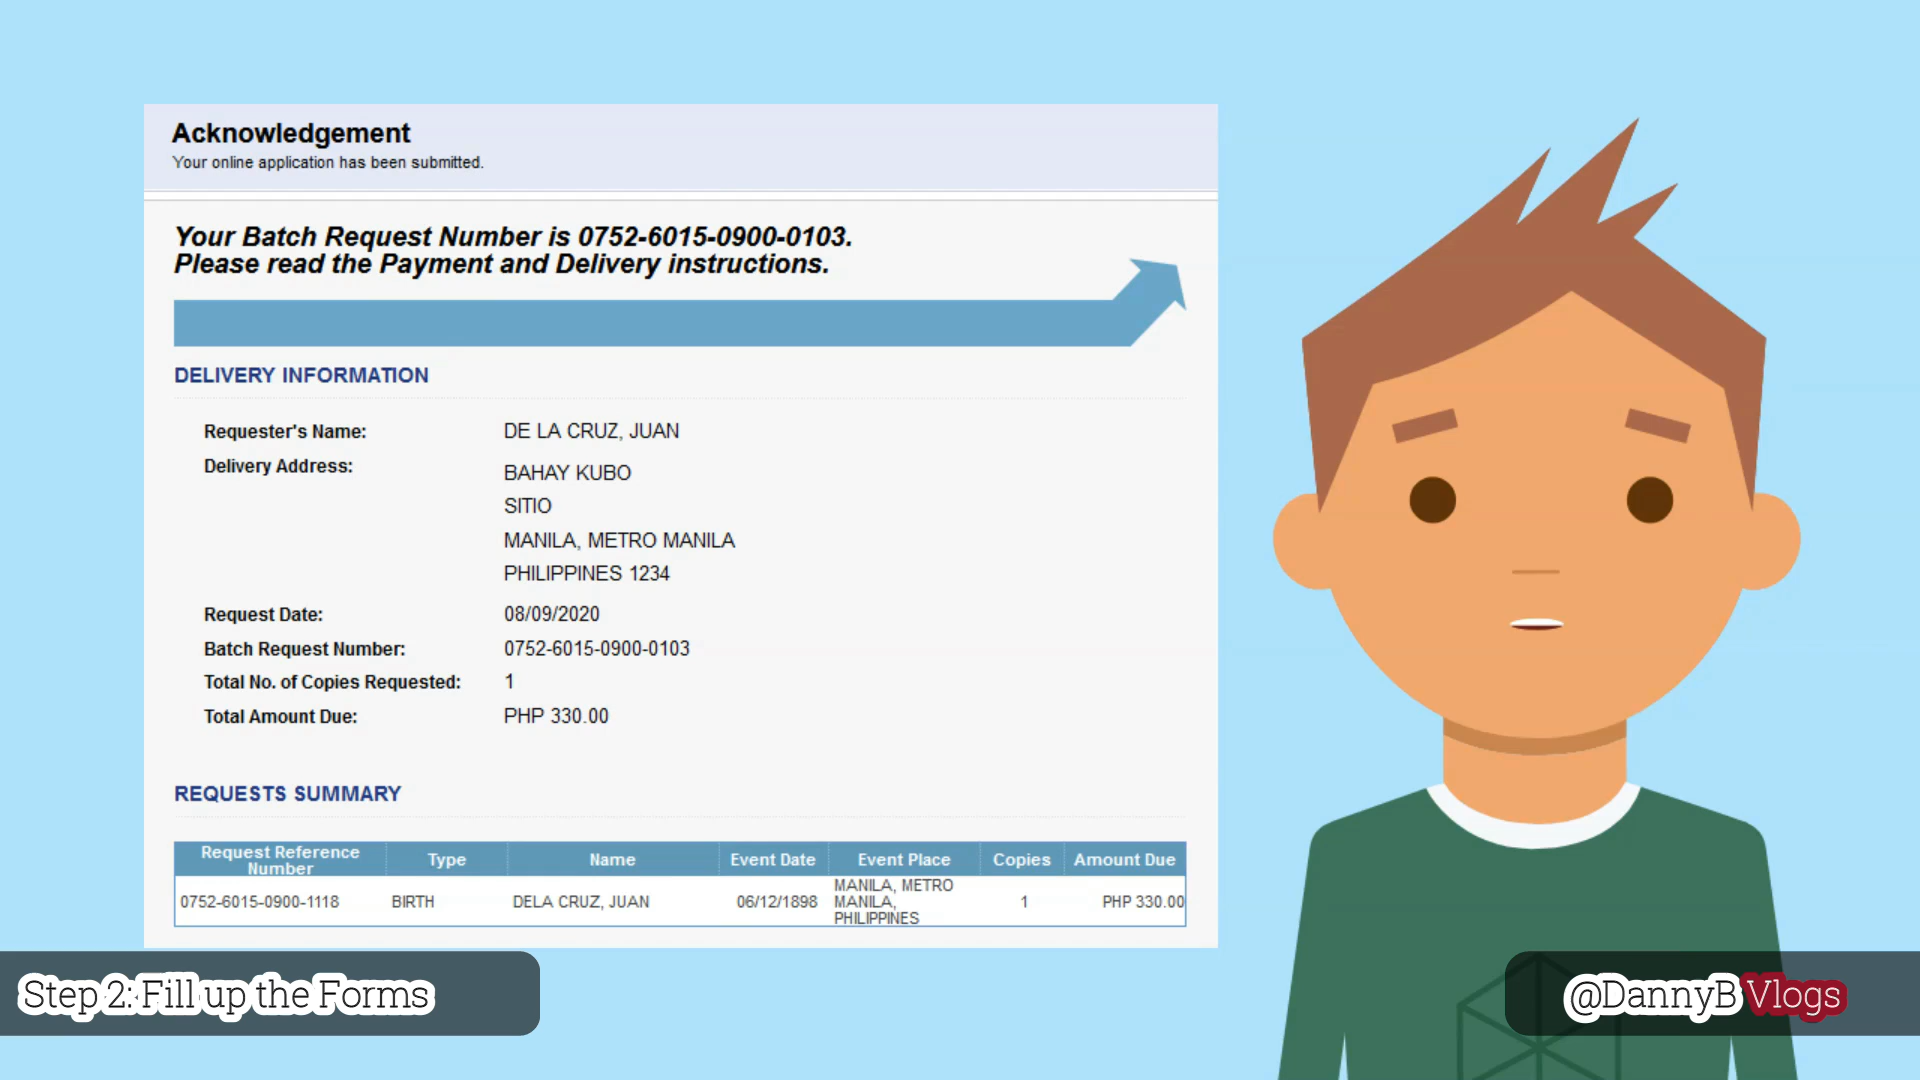 Acknowledgement
Your online application has been submitted.
Your Batch Request Number is 0752-6015-0900-0103.
Please read the Payment and Delivery instructions.
DELIVERY INFORMATION
Requester's Name: DE LA CRUZ, JUAN
Delivery Address: BAHAY KUBO
SITIO
MANILA, METRO MANILA
PHILIPPINES 1234
Request Date: 08/09/2020
Batch Request Number: 0752-6015-0900-0103
Total No. of Copies Requested: 1
Total Amount Due: PHP 330.00
REQUESTS SUMMARY
Request Reference Number Type Name Event Date Event Place Copies Amount Due
0752-6015-0900-1118 BIRTH DELA CRUZ, JUAN 06/12/1898 MANILA, METRO MANILA, PHILIPPINES 1 PHP 330.00
Step 2: Fill up the Forms
@DannyB Vlogs